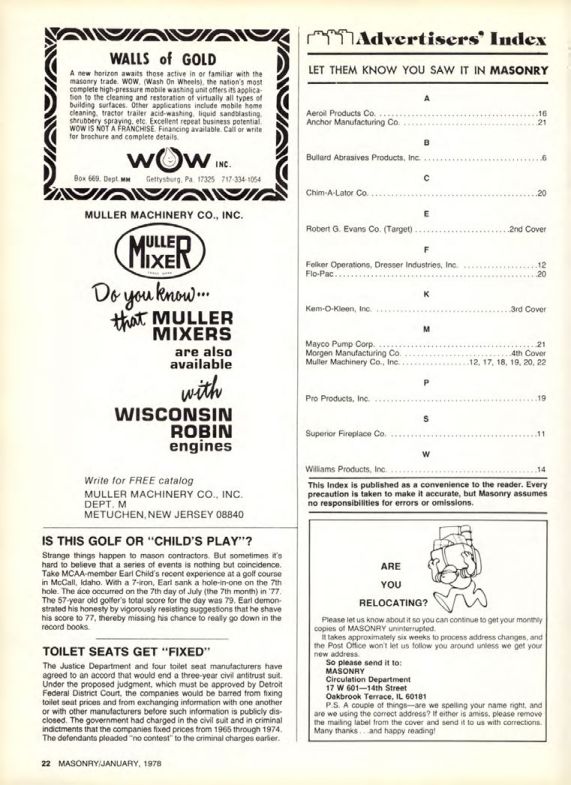 WALLS of GOLD
A new horizon awaits those active in or familiar with the
masonry trade. WOW, (Wash On Wheels), the nation's most
complete high-pressure mobile washing unit offers its applica-
tion to the cleaning and restoration of virtually all types of
building surfaces. Other applications include mobile home
cleaning, tractor trailer acid-washing, liquid sandblasting,
shrubbery spraying, etc. Excellent repeat business potential.
WOW IS NOT A FRANCHISE. Financing available. Call or write
for brochure and complete details.
WOW INC.
Box 669, Dept. MM Gettysburg, Pa. 17325 717-334-1054
MULLER MACHINERY CO., INC.
MULLER
MIXER
TRADE MARK
Do you know...
that MULLER
MIXERS
are also
available
with
WISCONSIN
ROBIN
engines
Write for FREE catalog
MULLER MACHINERY CO., INC.
DEPT. M
METUCHEN, NEW JERSEY 08840
IS THIS GOLF OR "CHILD'S PLAY"?
Strange things happen to mason contractors. But sometimes it's
hard to believe that a series of events is nothing but coincidence.
Take MCAA-member Earl Child's recent experience at a golf course
in McCall, Idaho. With a 7-iron, Earl sank a hole-in-one on the 7th
hole. The ace occurred on the 7th day of July (the 7th month) in '77.
The 57-year old golfer's total score for the day was 79. Earl demon-
strated his honesty by vigorously resisting suggestions that he shave
his score to 77, thereby missing his chance to really go down in the
record books.
TOILET SEATS GET "FIXED"
The Justice Department and four toilet seat manufacturers have
agreed to an accord that would end a three-year civil antitrust suit.
Under the proposed judgment, which must be approved by Detroit
Federal District Court, the companies would be barred from fixing
toilet seat prices and from exchanging information with one another
or with other manufacturers before such information is publicly dis-
closed. The government had charged in the civil suit and in criminal
indictments that the companies fixed prices from 1965 through 1974.
The defendants pleaded "no contest" to the criminal charges earlier.
22 MASONRY/JANUARY, 1978
Advertisers' Index
LET THEM KNOW YOU SAW IT IN MASONRY
A
Aeroil Products Co. ........................................16
Anchor Manufacturing Co. ..................................21
B
Bullard Abrasives Products, Inc. .............................6
C
Chim-A-Lator Co. ..........................................20
E
Robert G. Evans Co. (Target) .......................2nd Cover
F
Felker Operations, Dresser Industries, Inc. ..................12
Flo-Pac...................................................20
K
Kem-O-Kleen, Inc. ..................................3rd Cover
M
Mayco Pump Corp. ........................................21
Morgen Manufacturing Co. ...........................4th Cover
Muller Machinery Co., Inc. ................12, 17, 18, 19, 20, 22
P
Pro Products, Inc. .........................................19
S
Superior Fireplace Co. .....................................11
W
Williams Products, Inc. .....................................14
This Index is published as a convenience to the reader. Every
precaution is taken to make it accurate, but Masonry assumes
no responsibilities for errors or omissions.
ARE
YOU
RELOCATING?
Please let us know about it so you can continue to get your monthly
copies of MASONRY uninterrupted.
It takes approximately six weeks to process address changes, and
the Post Office won't let us follow you around unless we get your
new address.
So please send it to:
MASONRY
Circulation Department
17 W 601—14th Street
Oakbrook Terrace, IL 60181
P.S. A couple of things—are we spelling your name right, and
are we using the correct address? If either is amiss, please remove
the mailing label from the cover and send it to us with corrections.
Many thanks . . .and happy reading!